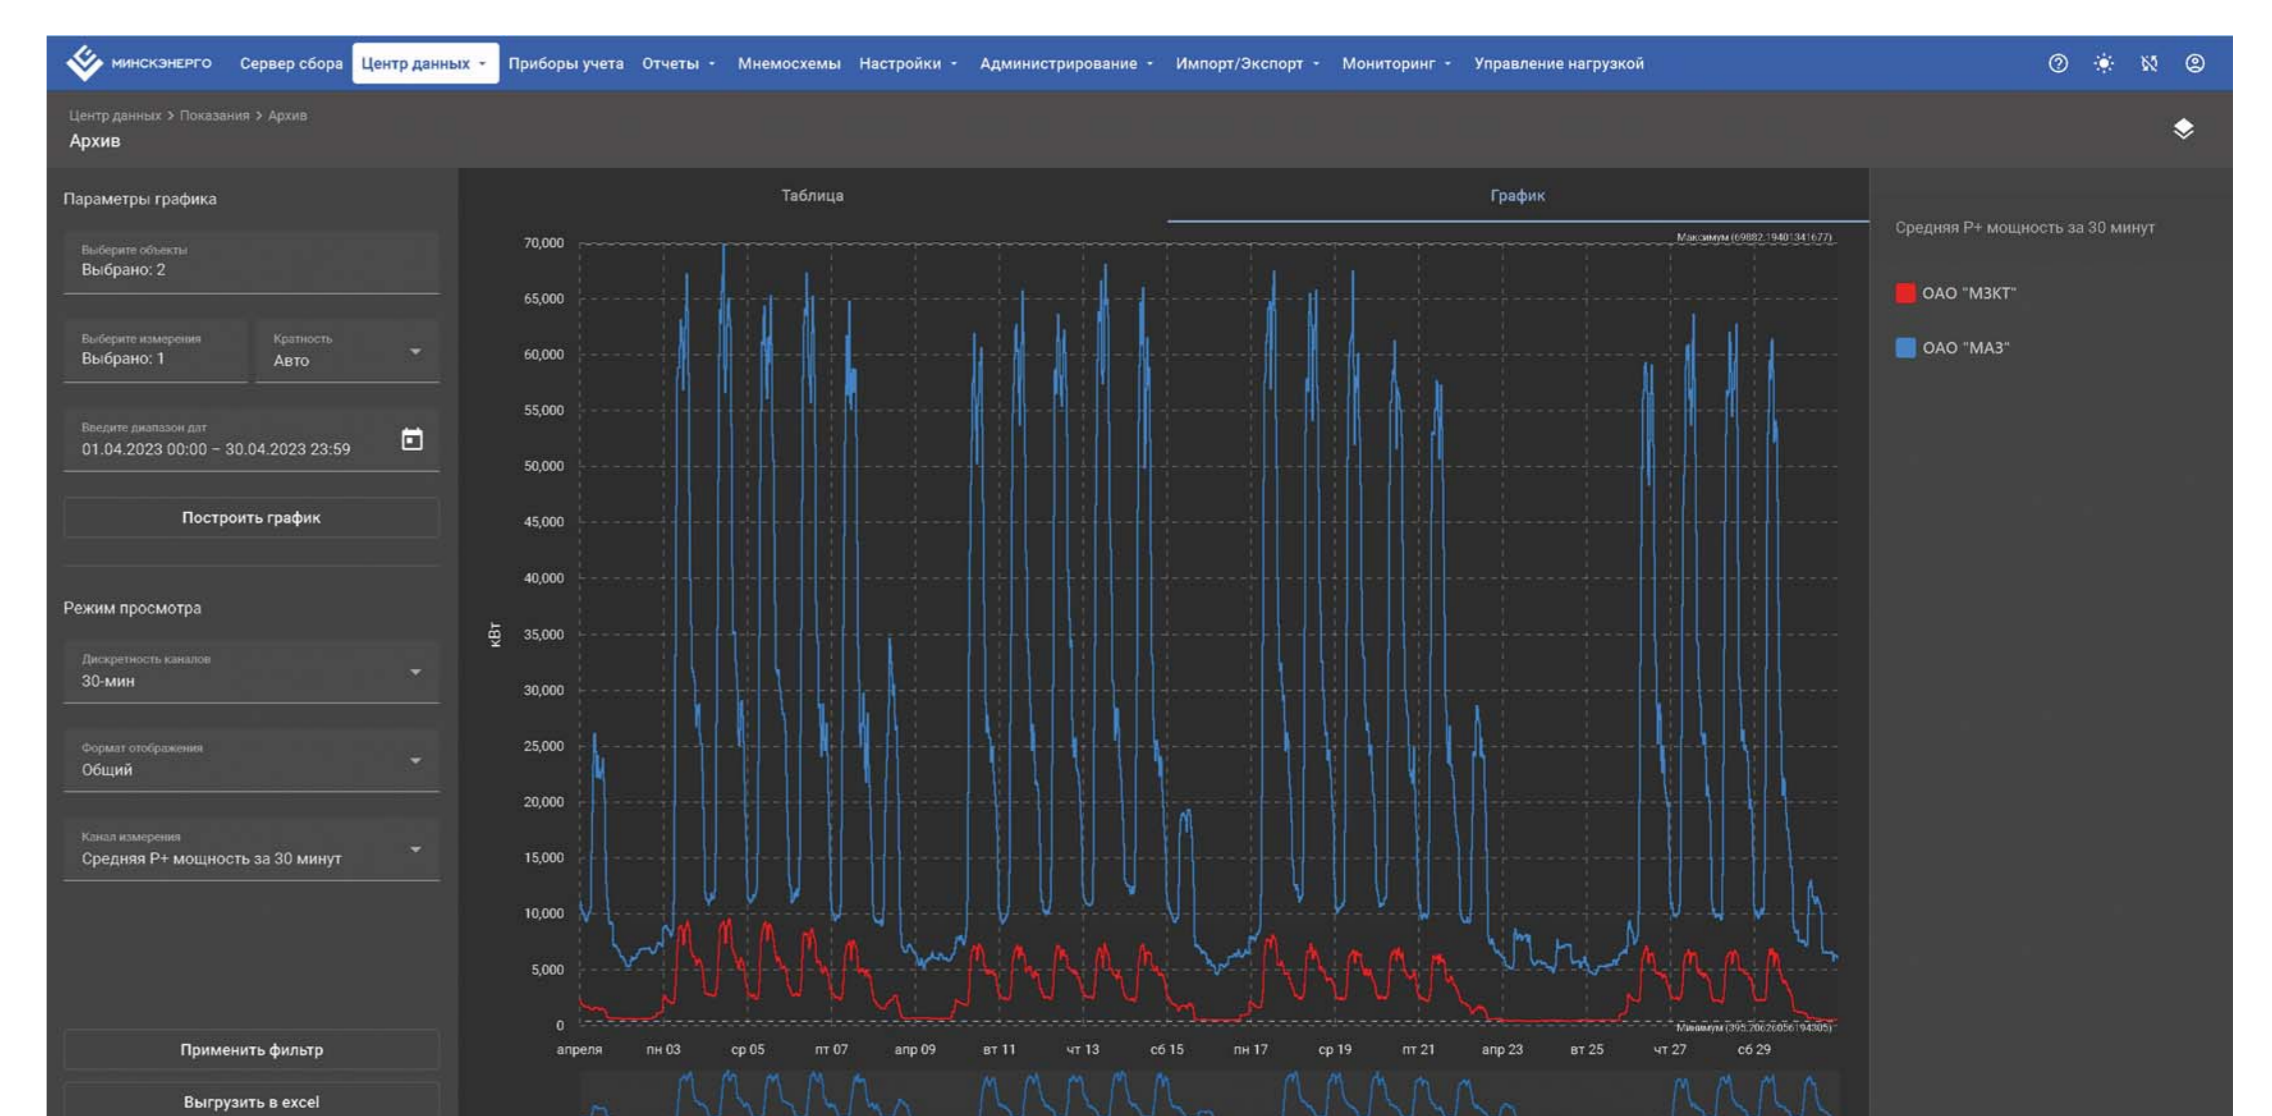 МИНСКЭНЕРГО Сервер сбора Центр данных Приборы учета Отчеты Мнемосхемы Настройки Администрирование Импорт/Экспорт Мониторинг Управление нагрузкой
Центр данных > Показания > Архив
Архив
Параметры графика
Выберите объекты
Выбрано: 2
Выберите измерения
Выбрано: 1
Кратность
Авто
Введите диапазон дат
01.04.2023 00:00 – 30.04.2023 23:59
Построить график
Режим просмотра
Дискретность каналов
30-мин
Формат отображения
Общий
Канал измерения
Средняя P+ мощность за 30 минут
Применить фильтр
Выгрузить в excel
Таблица
График
Максимум (69882.19401341677)
70,000
65,000
60,000
55,000
50,000
45,000
40,000
35,000
30,000
25,000
20,000
15,000
10,000
5,000
0
кВт
Минимум (395.70626056194305)
апреля пн 03 ср 05 пт 07 апр 09 вт 11 чт 13 сб 15 пн 17 ср 19 пт 21 апр 23 вт 25 чт 27 сб 29
Средняя P+ мощность за 30 минут
ОАО "МЗКТ"
ОАО "МАЗ"